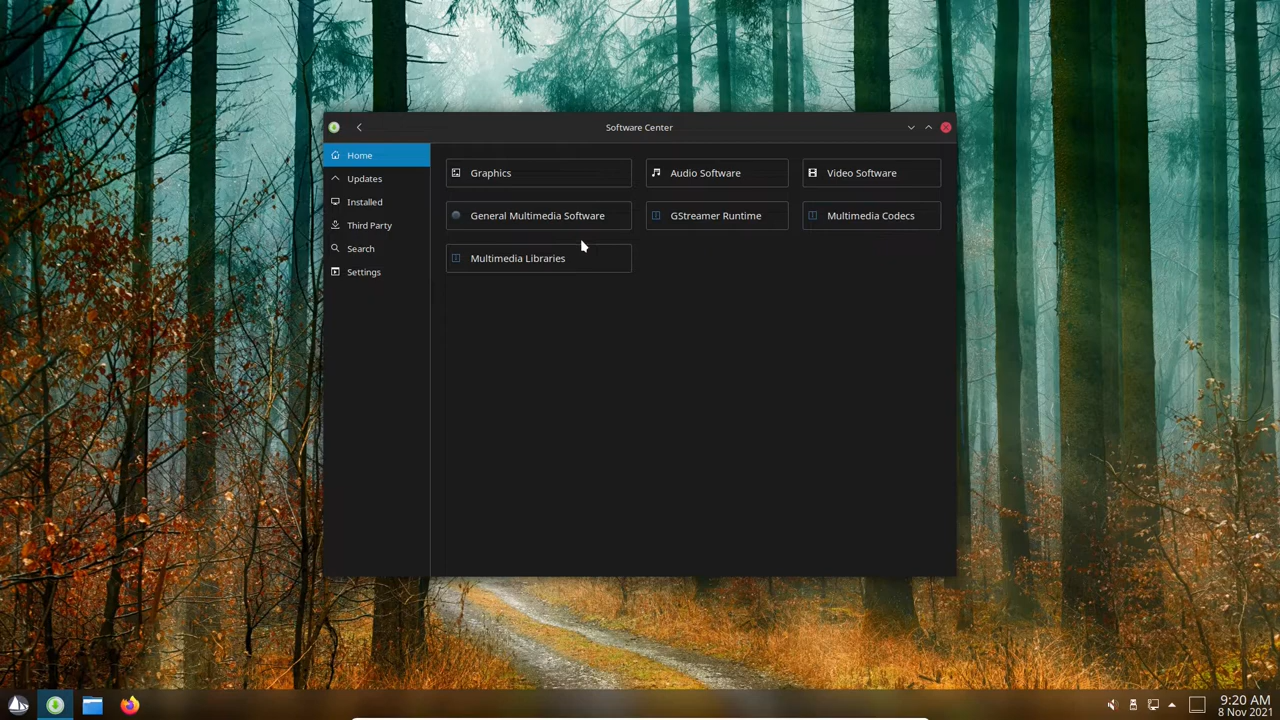 Software Center
Home
Updates
Installed
Third Party
Search
Settings
Graphics
Audio Software
Video Software
General Multimedia Software
GStreamer Runtime
Multimedia Codecs
Multimedia Libraries
9:20 AM
8 Nov 2021